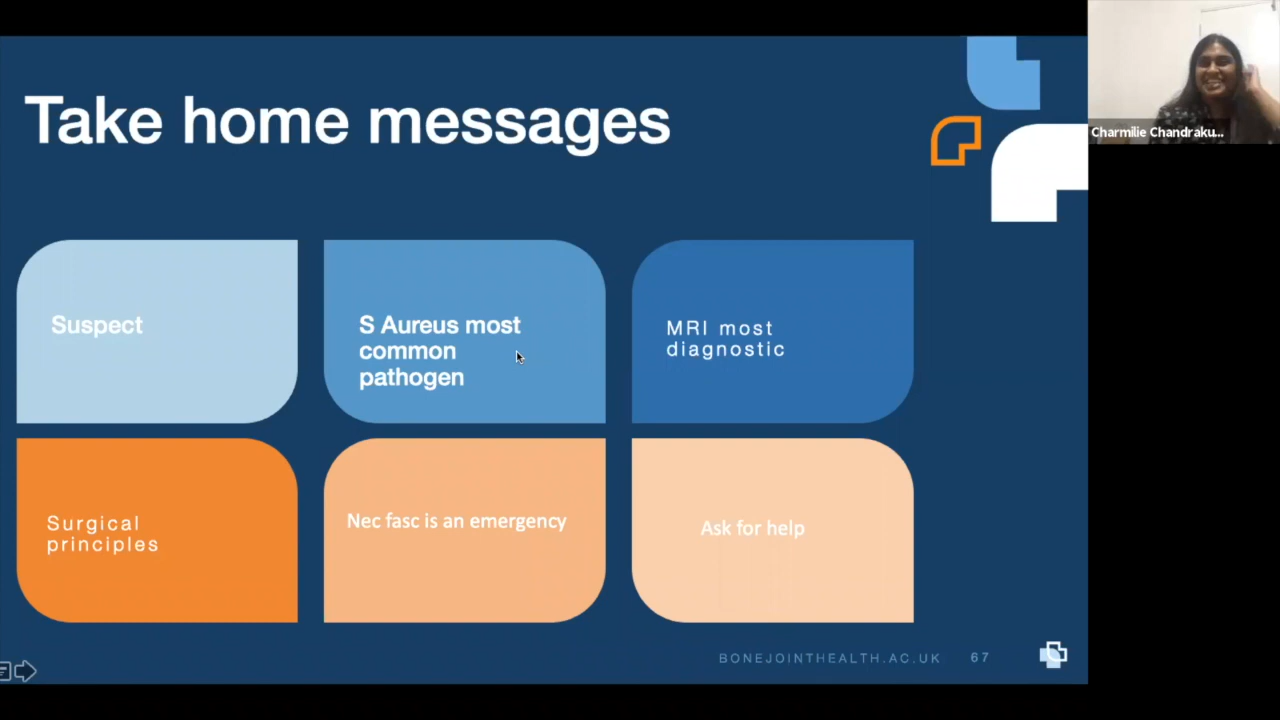 Take home messages
Charmilie Chandraku...
Suspect
S Aureus most
common
pathogen
MRI most
diagnostic
Surgical
principles
Nec fasc is an emergency
Ask for help
BONEJOINTHEALTH.AC.UK 67